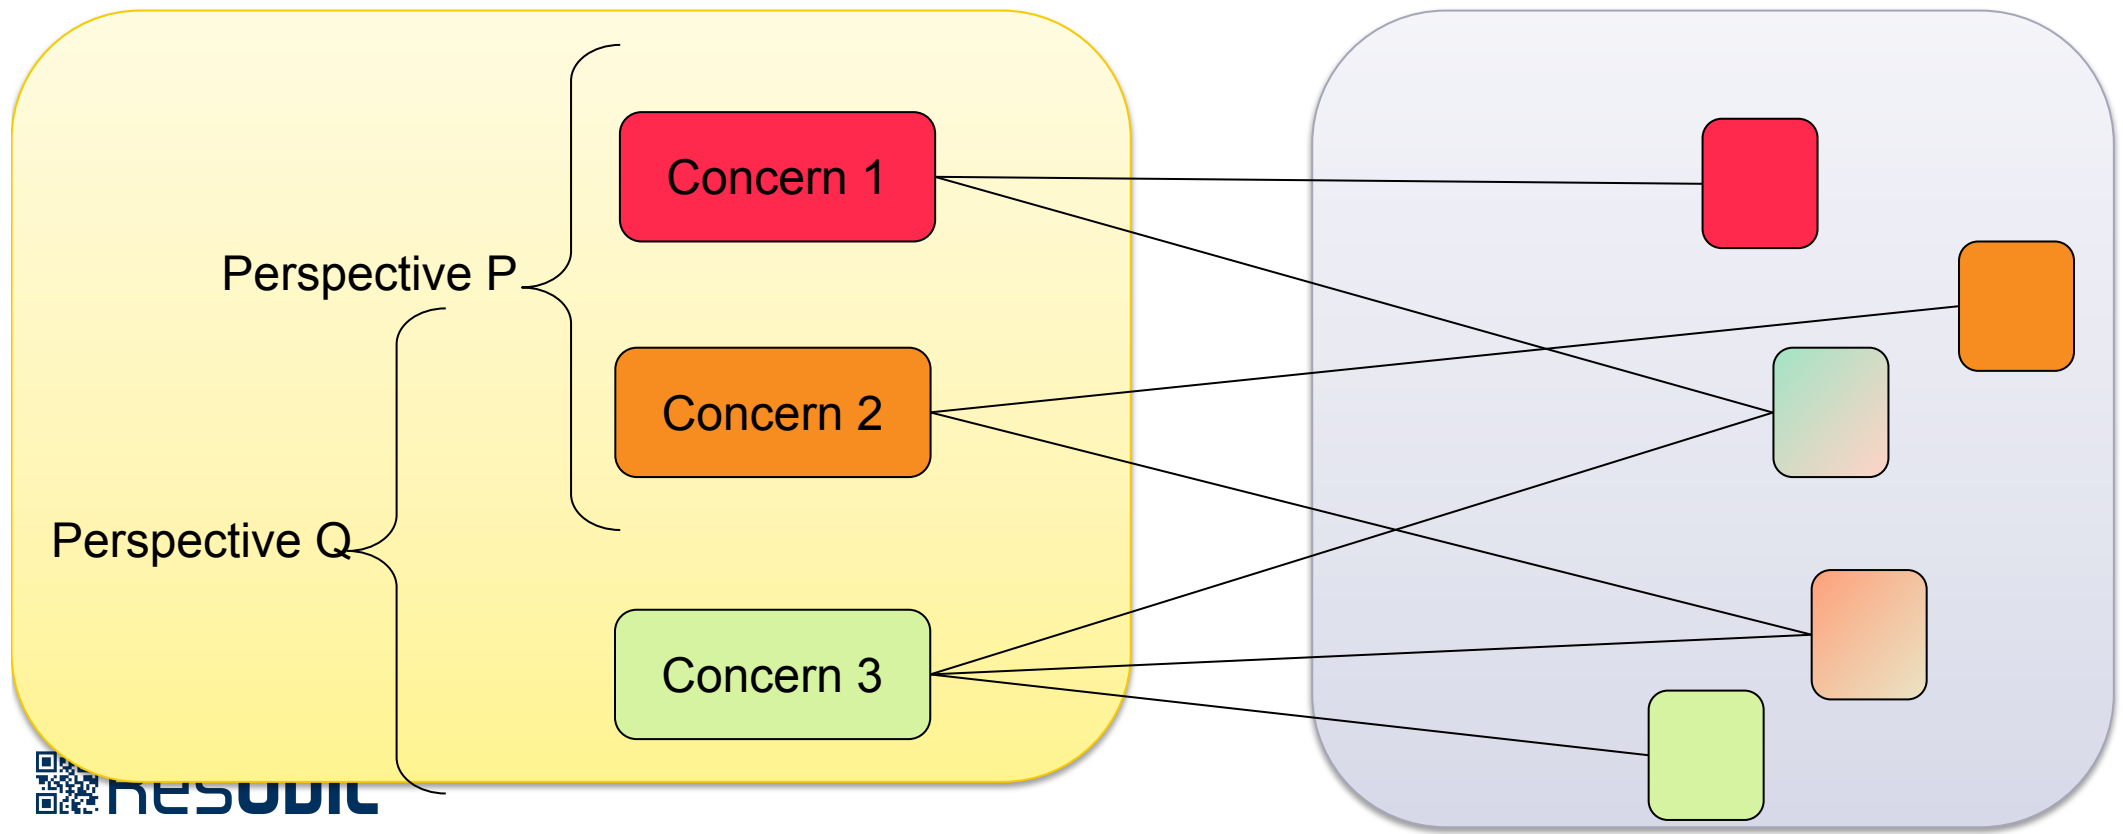 Concern 1
Perspective P
Concern 2
Perspective Q
Concern 3